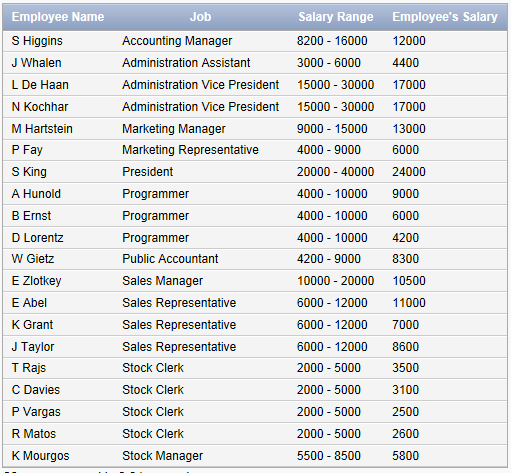 Employee Name Job Salary Range Employee's Salary
S Higgins Accounting Manager 8200 - 16000 12000
J Whalen Administration Assistant 3000 - 6000 4400
L De Haan Administration Vice President 15000 - 30000 17000
N Kochhar Administration Vice President 15000 - 30000 17000
M Hartstein Marketing Manager 9000 - 15000 13000
P Fay Marketing Representative 4000 - 9000 6000
S King President 20000 - 40000 24000
A Hunold Programmer 4000 - 10000 9000
B Ernst Programmer 4000 - 10000 6000
D Lorentz Programmer 4000 - 10000 4200
W Gietz Public Accountant 4200 - 9000 8300
E Zlotkey Sales Manager 10000 - 20000 10500
E Abel Sales Representative 6000 - 12000 11000
K Grant Sales Representative 6000 - 12000 7000
J Taylor Sales Representative 6000 - 12000 8600
T Rajs Stock Clerk 2000 - 5000 3500
C Davies Stock Clerk 2000 - 5000 3100
P Vargas Stock Clerk 2000 - 5000 2500
R Matos Stock Clerk 2000 - 5000 2600
K Mourgos Stock Manager 5500 - 8500 5800